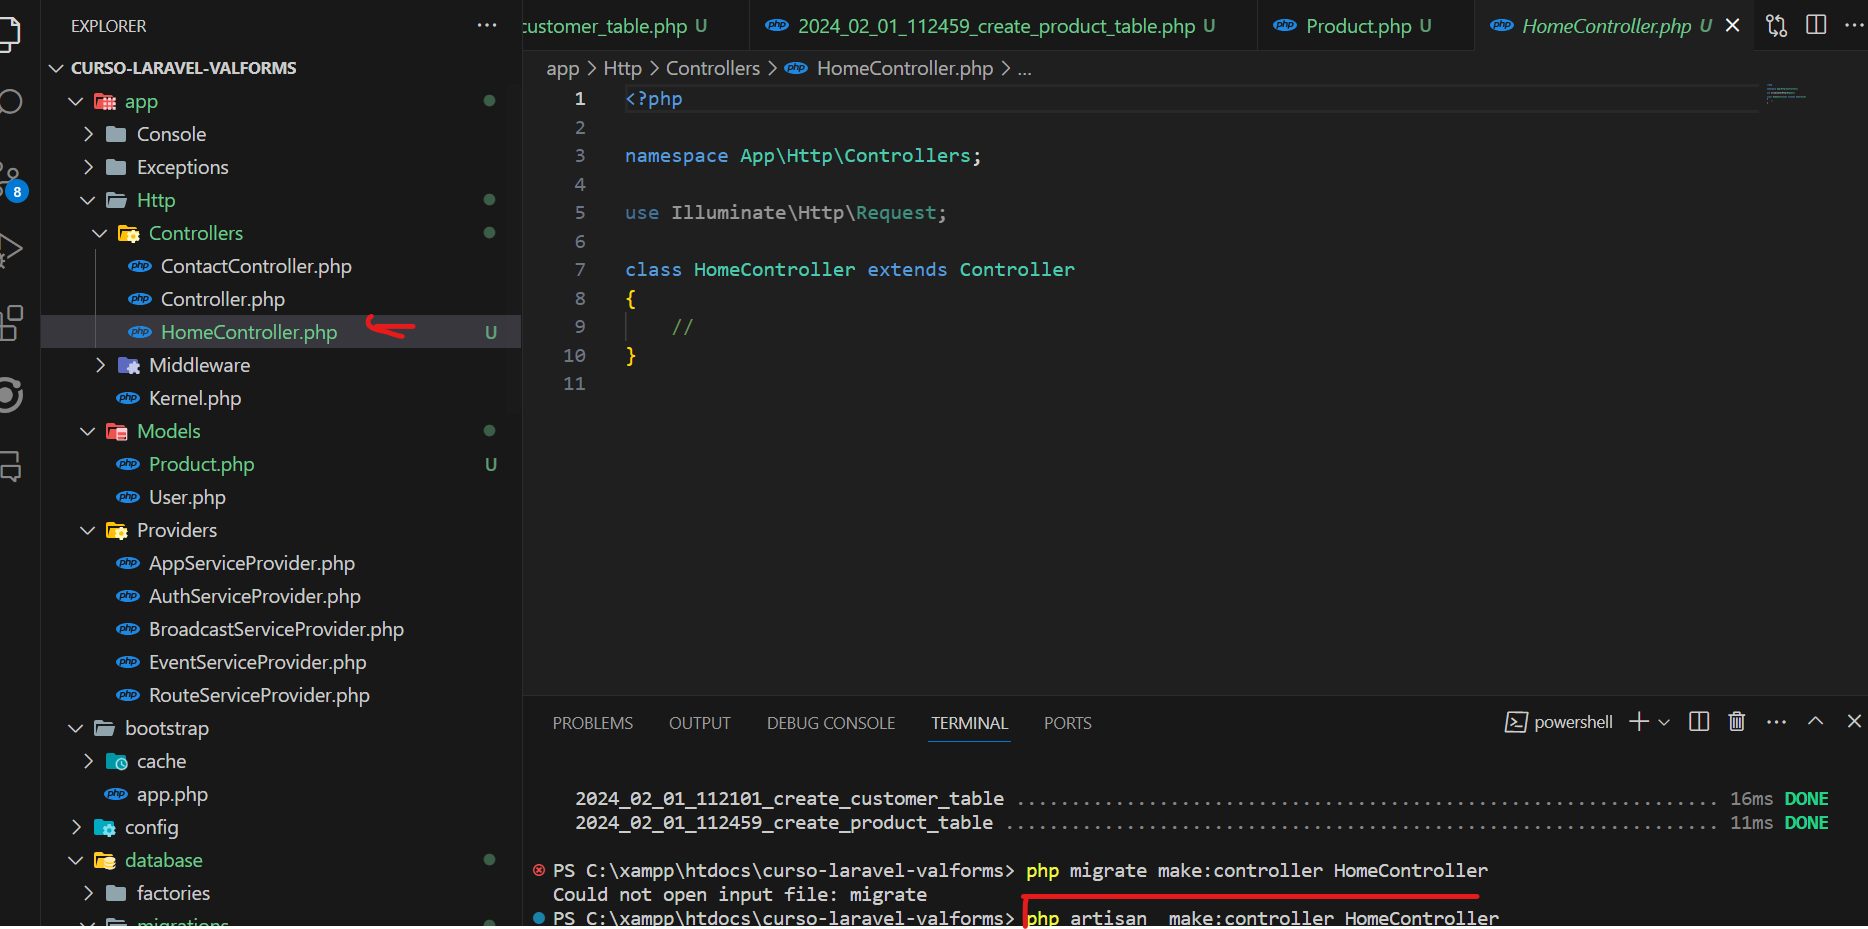 EXPLORER
CURSO-LARAVEL-VALFORMS
app
Console
Exceptions
Http
Controllers
ContactController.php
Controller.php
HomeController.php U
Middleware
Kernel.php
Models
Product.php U
User.php
Providers
AppServiceProvider.php
AuthServiceProvider.php
BroadcastServiceProvider.php
EventServiceProvider.php
RouteServiceProvider.php
bootstrap
cache
app.php
config
database
factories
migrations
8
customer_table.php U
2024_02_01_112459_create_product_table.php U
Product.php U
HomeController.php U
app > Http > Controllers > HomeController.php > ...
1 <?php
2
3 namespace App\Http\Controllers;
4
5 use Illuminate\Http\Request;
6
7 class HomeController extends Controller
8 {
9 //
10 }
11
PROBLEMS OUTPUT DEBUG CONSOLE TERMINAL PORTS
powershell
2024_02_01_112101_create_customer_table ................................................................ 16ms DONE
2024_02_01_112459_create_product_table ................................................................. 11ms DONE
PS C:\xampp\htdocs\curso-laravel-valforms> php migrate make:controller HomeController
Could not open input file: migrate
PS C:\xampp\htdocs\curso-laravel-valforms> php artisan  make:controller HomeController